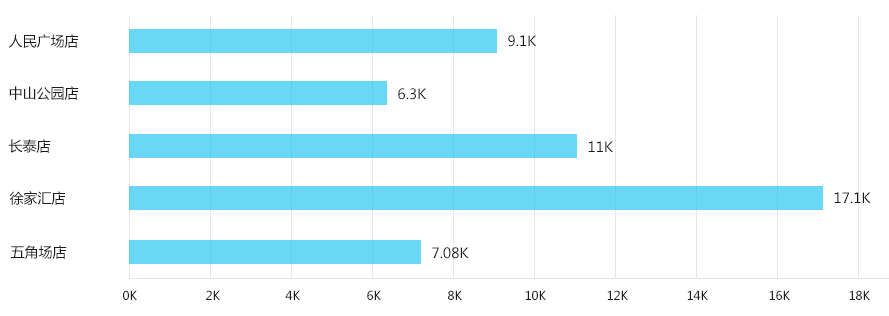 人民广场店 9.1K
中山公园店 6.3K
长泰店 11K
徐家汇店 17.1K
五角场店 7.08K
0K 2K 4K 6K 8K 10K 12K 14K 16K 18K